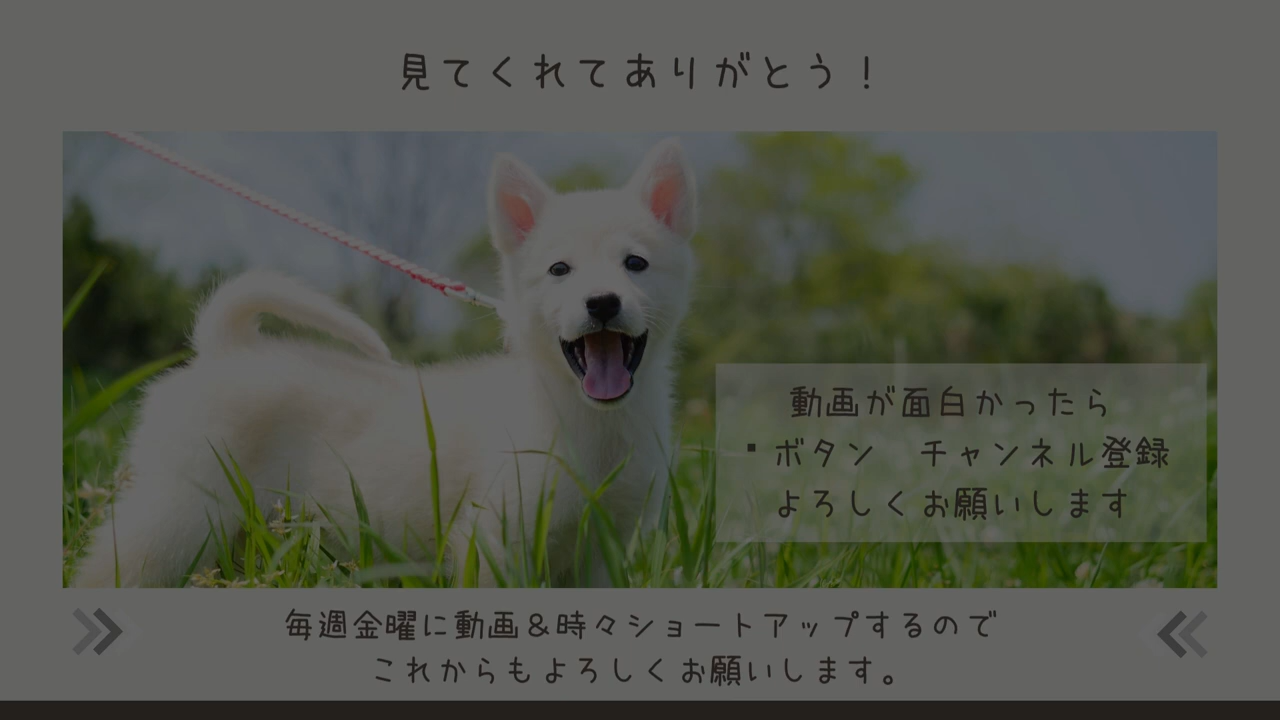 見てくれてありがとう!
動画が面白かったら
▪ボタン　チャンネル登録
よろしくお願いします
毎週金曜に動画&時々ショートアップするので
これからもよろしくお願いします。